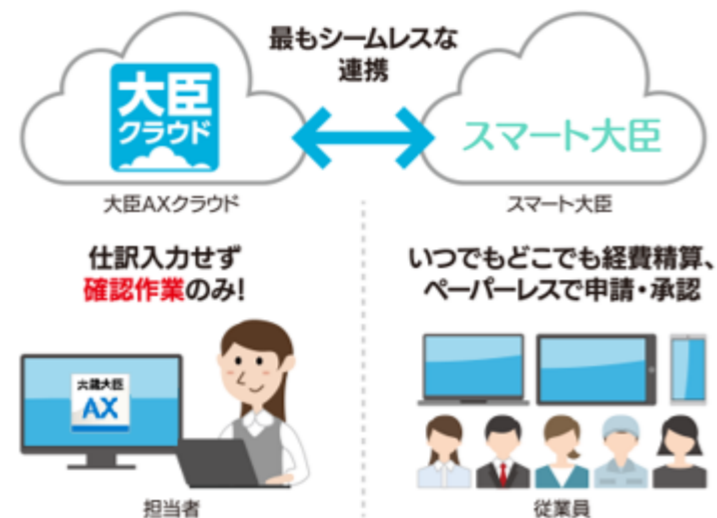 最もシームレスな
連携
大臣
クラウド
スマート大臣
大臣AXクラウド
スマート大臣
仕訳入力せず
確認作業のみ!
いつでもどこでも経費精算、
ペーパーレスで申請・承認
大蔵大臣
AX
担当者
従業員